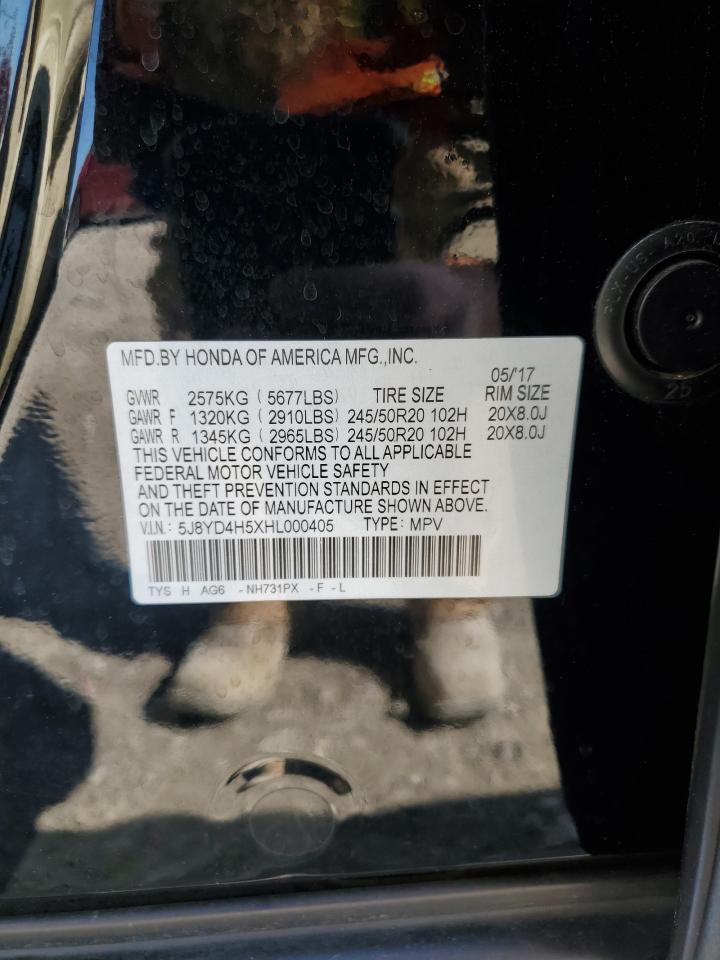 MFD.BY HONDA OF AMERICA MFG.,INC.
05/'17
GVWR 2575KG ( 5677LBS) TIRE SIZE RIM SIZE
GAWR F 1320KG ( 2910LBS) 245/50R20 102H 20X8.0J
GAWR R 1345KG ( 2965LBS) 245/50R20 102H 20X8.0J
THIS VEHICLE CONFORMS TO ALL APPLICABLE
FEDERAL MOTOR VEHICLE SAFETY
AND THEFT PREVENTION STANDARDS IN EFFECT
ON THE DATE OF MANUFACTURE SHOWN ABOVE.
V.I.N.: 5J8YD4H5XHL000405 TYPE: MPV
TYS H AG6 -NH731PX -F -L
25